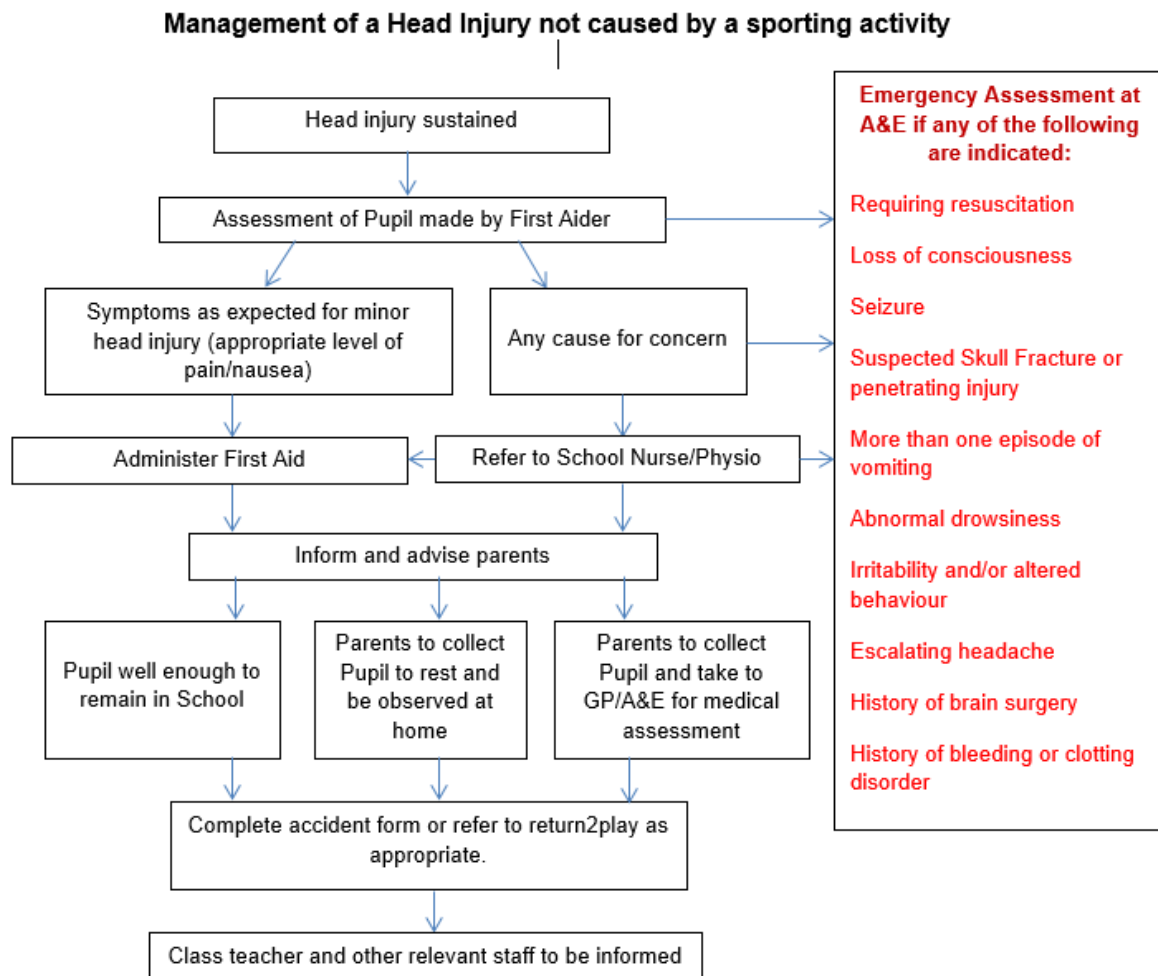 Management of a Head Injury not caused by a sporting activity
Head injury sustained
Assessment of Pupil made by First Aider
Symptoms as expected for minor
head injury (appropriate level of
pain/nausea)
Any cause for concern
Administer First Aid
Refer to School Nurse/Physio
Inform and advise parents
Pupil well enough to
remain in School
Parents to collect
Pupil to rest and
be observed at
home
Parents to collect
Pupil and take to
GP/A&E for medical
assessment
Complete accident form or refer to return2play as
appropriate.
Class teacher and other relevant staff to be informed
Emergency Assessment at
A&E if any of the following
are indicated:
Requiring resuscitation
Loss of consciousness
Seizure
Suspected Skull Fracture or
penetrating injury
More than one episode of
vomiting
Abnormal drowsiness
Irritability and/or altered
behaviour
Escalating headache
History of brain surgery
History of bleeding or clotting
disorder